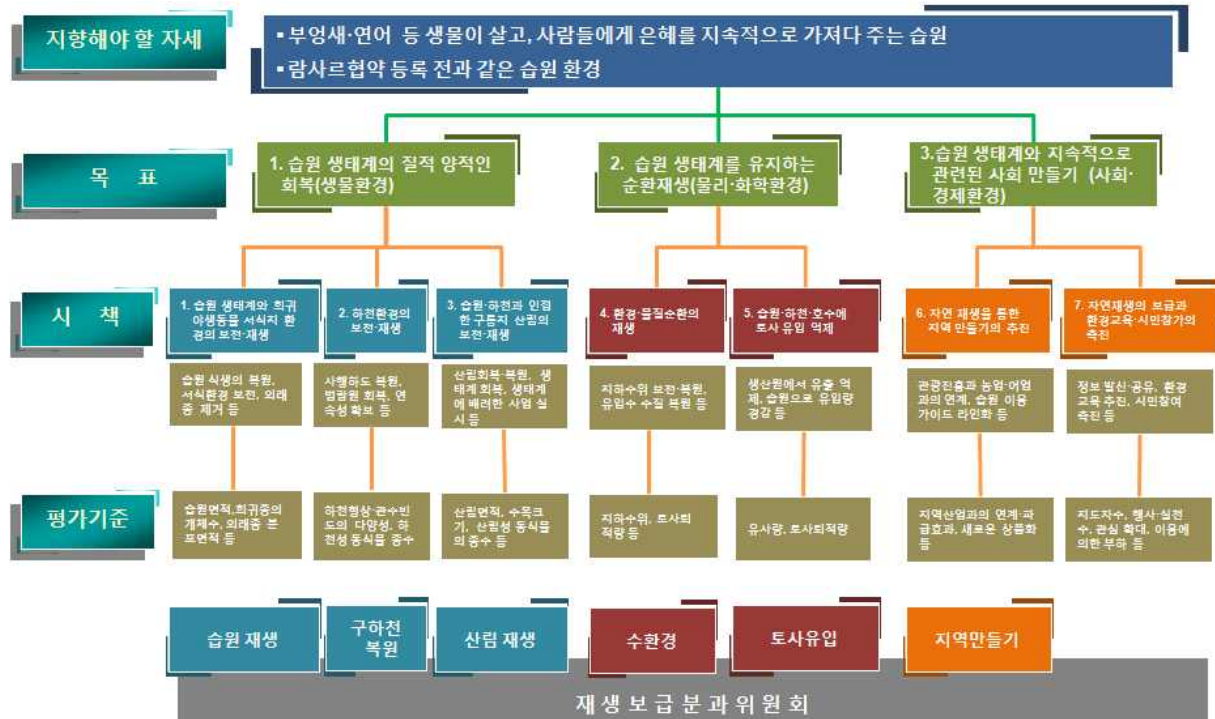 지향해야 할 자세
▪ 부엉새·연어 등 생물이 살고, 사람들에게 은혜를 지속적으로 가져다 주는 습원
▪ 람사르협약 등록 전과 같은 습원 환경
목 표
1. 습원 생태계의 질적 양적인
회복(생물환경)
2. 습원 생태계를 유지하는
순환재생(물리·화학환경)
3.습원 생태계와 지속적으로
관련된 사회 만들기 (사회·
경제환경)
시 책
1. 습원 생태계와 희귀
야생동물 서식지 환
경의 보전·재생
2. 하천환경의
보전·재생
3. 습원·하천과 인접
한 구릉지 산림의
보전·재생
4. 환경·물질순환의
재생
5. 습원·하천·호수에
토사 유입 억제
6. 자연 재생을 통한
지역 만들기의 추진
7. 자연재생의 보급과
환경교육·시민참가의
촉진
습원 식생의 복원,
서식환경 보전, 외래
종 제거 등
사행하도 복원,
범람원 회복, 연
속성 확보 등
산림회복·복원, 생
태계 회복, 생태계
에 배려한 사업 실
시 등
지하수위 보전·복원,
유입수 수질 복원 등
생산원에서 유출 억
제, 습원으로 유입량
경감 등
관광진흥과 농업·어업
과의 연계, 습원 이용
가이드 라인화 등
정보 발신·공유, 환경
교육 추진, 시민참여
촉진 등
평가기준
습원면적,희귀종의
개체수, 외래종 분
포면적 등
하천형상·관수빈
도의 다양성, 하
천성 동식물 종수
산림면적, 수목크
기, 산림성 동식물
의 종수 등
지하수위, 토사퇴
적량 등
유사량, 토사퇴적량
지역산업과의 연계·파
급효과, 새로운 상품화
등
지도자수, 행사·실천
수, 관심 확대, 이용에
의한 부하 등
습원 재생
구하천
복원
산림 재생
수환경
토사유입
지역만들기
재생보급분과위원회